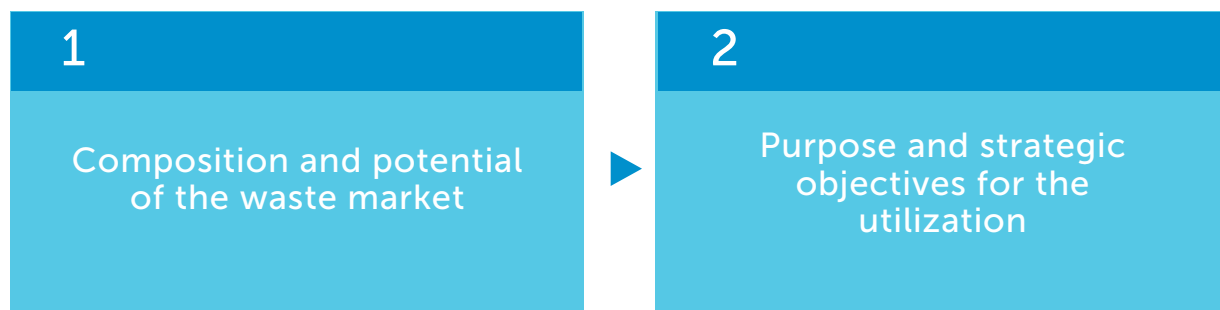 1
Composition and potential
of the waste market
2
Purpose and strategic
objectives for the
utilization